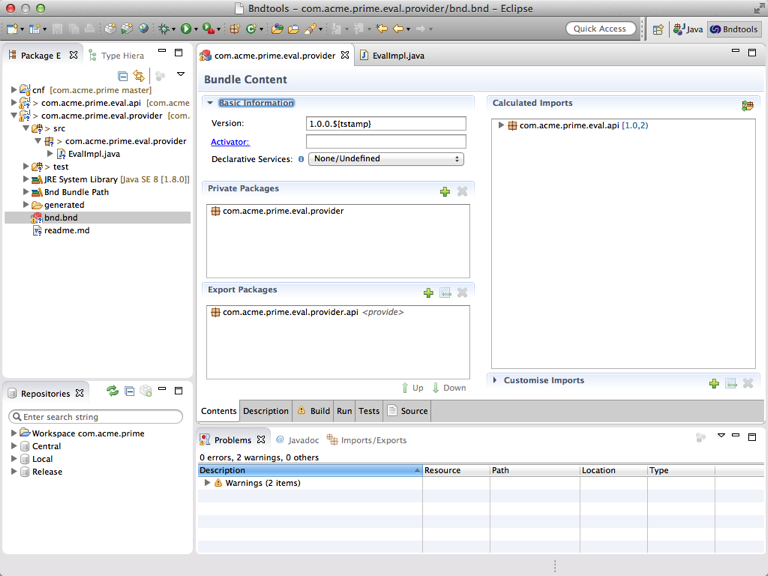 Bndtools – com.acme.prime.eval.provider/bnd.bnd – Eclipse
Quick Access
Java
Bndtools
Package E
Type Hiera
cnf [com.acme.prime master]
> com.acme.prime.eval.api [com.acme
> com.acme.prime.eval.provider [com.
> src
> com.acme.prime.eval.provider
EvalImpl.java
> test
JRE System Library [Java SE 8 [1.8.0]]
Bnd Bundle Path
generated
bnd.bnd
readme.md
Repositories
Enter search string
Workspace com.acme.prime
Central
Local
Release
com.acme.prime.eval.provider
EvalImpl.java
Bundle Content
Basic Information
Version:
1.0.0.${tstamp}
Activator:
Declarative Services:
None/Undefined
Private Packages
com.acme.prime.eval.provider
Export Packages
com.acme.prime.eval.provider.api <provide>
Up
Down
Calculated Imports
com.acme.prime.eval.api [1.0,2)
Customise Imports
Contents
Description
Build
Run
Tests
Source
Problems
Javadoc
Imports/Exports
0 errors, 2 warnings, 0 others
Description
Resource
Path
Location
Type
Warnings (2 items)